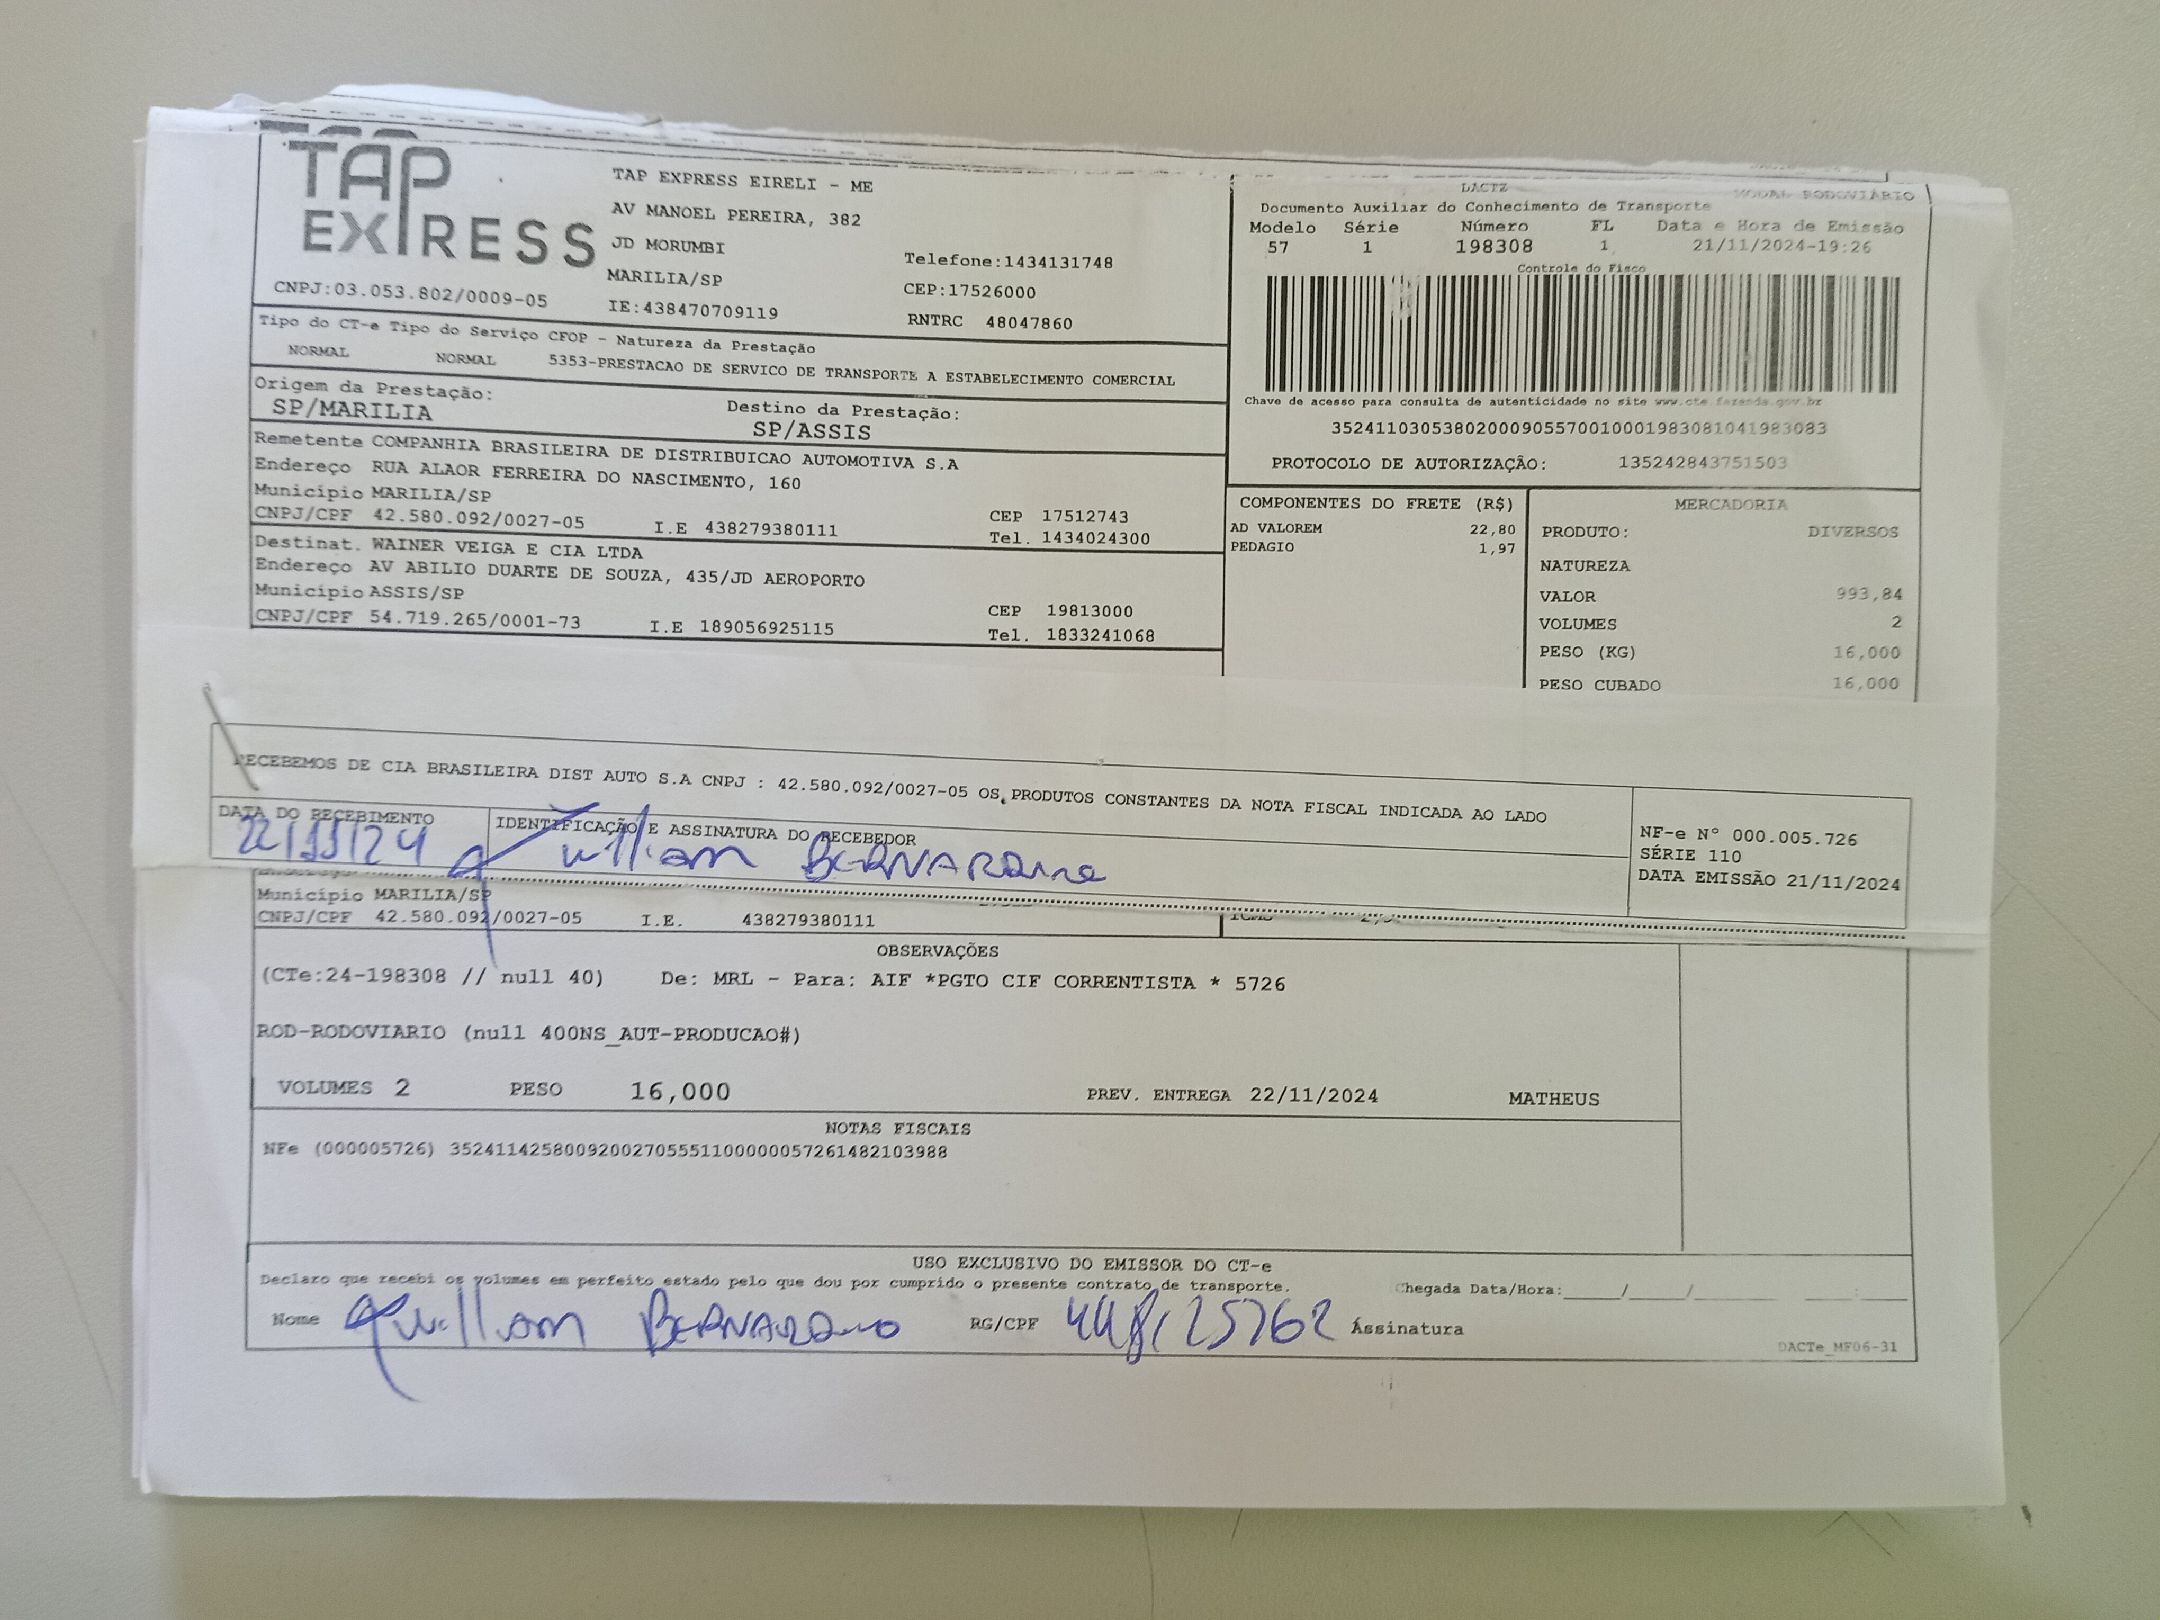 TAP
EXPRESS
TAP EXPRESS EIRELI - ME
AV MANOEL PEREIRA, 382
JD MORUMBI
MARILIA/SP
IE:438470709119
Telefone:1434131748
CEP:17526000
RNTRC 48047860
CNPJ:03.053.802/0009-05
DACTE
MODAL RODOVIÁRIO
Documento Auxiliar do Conhecimento de Transporte
Modelo Série Número FL Data e Hora de Emissão
57 1 198308 1 21/11/2024-19:26
Controle do Fisco
Chave de acesso para consulta de autenticidade no site www.cte.fazenda.gov.br
35241103053802000905570010001983081041983083
PROTOCOLO DE AUTORIZAÇÃO: 135242843751503
Tipo do CT-e Tipo do Serviço CFOP - Natureza da Prestação
NORMAL NORMAL 5353-PRESTACAO DE SERVICO DE TRANSPORTE A ESTABELECIMENTO COMERCIAL
Origem da Prestação: Destino da Prestação:
SP/MARILIA SP/ASSIS
Remetente COMPANHIA BRASILEIRA DE DISTRIBUICAO AUTOMOTIVA S.A
Endereço RUA ALAOR FERREIRA DO NASCIMENTO, 160
Município MARILIA/SP CEP 17512743
CNPJ/CPF 42.580.092/0027-05 I.E 438279380111 Tel. 1434024300
Destinat. WAINER VEIGA E CIA LTDA
Endereço AV ABILIO DUARTE DE SOUZA, 435/JD AEROPORTO
Município ASSIS/SP CEP 19813000
CNPJ/CPF 54.719.265/0001-73 I.E 189056925115 Tel. 1833241068
COMPONENTES DO FRETE (R$)
AD VALOREM 22,80
PEDAGIO 1,97
MERCADORIA
PRODUTO: DIVERSOS
NATUREZA
VALOR 993,84
VOLUMES 2
PESO (KG) 16,000
PESO CUBADO 16,000
RECEBEMOS DE CIA BRASILEIRA DIST AUTO S.A CNPJ : 42.580.092/0027-05 OS PRODUTOS CONSTANTES DA NOTA FISCAL INDICADA AO LADO
DATA DO RECEBIMENTO IDENTIFICAÇÃO E ASSINATURA DO RECEBEDOR
22/11/24 William BERNARDINO
NF-e N° 000.005.726
SÉRIE 110
DATA EMISSÃO 21/11/2024
Município MARILIA/SP
CNPJ/CPF 42.580.092/0027-05 I.E. 438279380111
OBSERVAÇÕES
(CTe:24-198308 // null 40) De: MRL - Para: AIF *PGTO CIF CORRENTISTA * 5726
ROD-RODOVIARIO (null 400NS_AUT-PRODUCAO#)
VOLUMES 2 PESO 16,000 PREV. ENTREGA 22/11/2024 MATHEUS
NOTAS FISCAIS
NFe (000005726) 35241142580092002705551100000057261482103988
USO EXCLUSIVO DO EMISSOR DO CT-e
Declaro que recebi os volumes em perfeito estado pelo que dou por cumprido o presente contrato de transporte. Chegada Data/Hora:_____/_____/_____ _____:_____
Nome William BERNARDINO RG/CPF Assinatura
DACTe_MF06-31